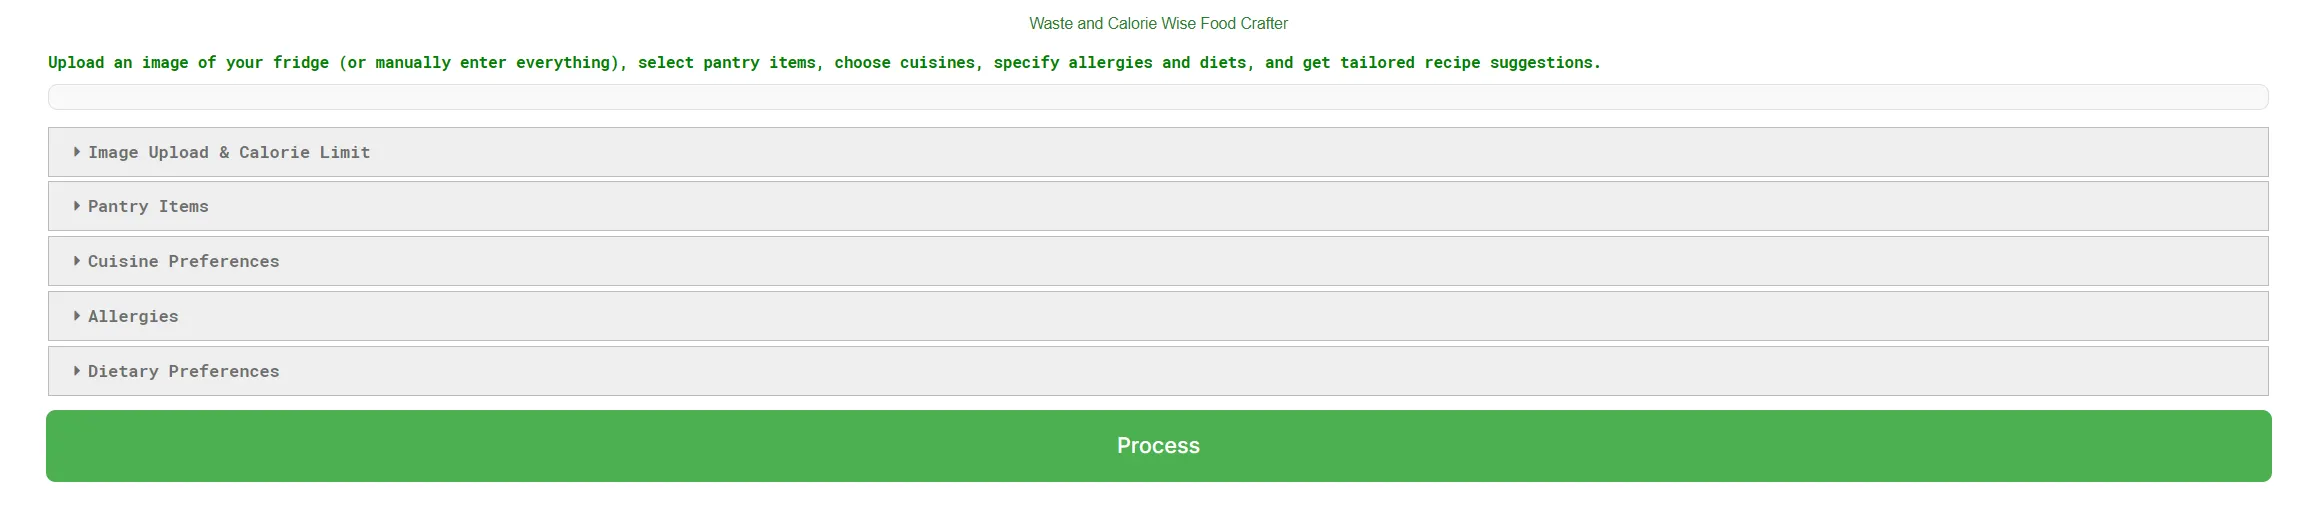 Waste and Calorie Wise Food Crafter
Upload an image of your fridge (or manually enter everything), select pantry items, choose cuisines, specify allergies and diets, and get tailored recipe suggestions.
Image Upload & Calorie Limit
Pantry Items
Cuisine Preferences
Allergies
Dietary Preferences
Process